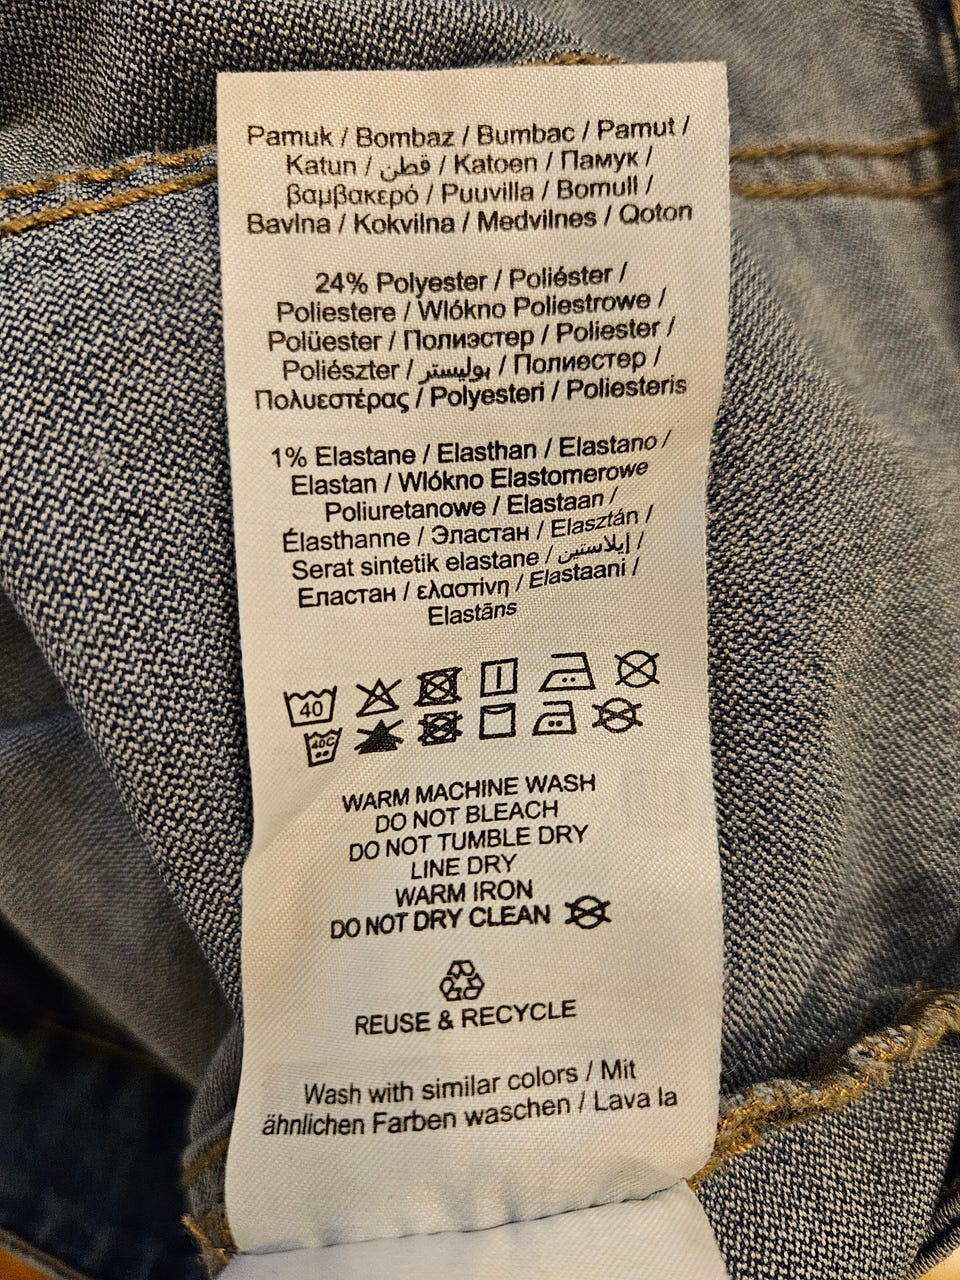 Pamuk / Bombaz / Bumbac / Pamut /
Katun / قطن / Katoen / Памук /
βαμβακερό / Puuvilla / Bomull /
Bavlna / Kokvilna / Medvilnes / Qoton
24% Polyester / Poliéster /
Poliestere / Wlókno Poliestrowe /
Polüester / Полиэстер / Poliester /
Poliészter / بوليستر / Полиестер /
Πολυεστέρας / Polyesteri / Poliesteris
1% Elastane / Elasthan / Elastano /
Elastan / Wlókno Elastomerowe
Poliuretanowe / Elastaan /
Élasthanne / Эластан / Elasztán /
Serat sintetik elastane / إيلاستين /
Еластан / ελαστίνη / Elastaani /
Elastāns
40
40C
WARM MACHINE WASH
DO NOT BLEACH
DO NOT TUMBLE DRY
LINE DRY
WARM IRON
DO NOT DRY CLEAN
REUSE & RECYCLE
Wash with similar colors / Mit
ähnlichen Farben waschen / Lava la